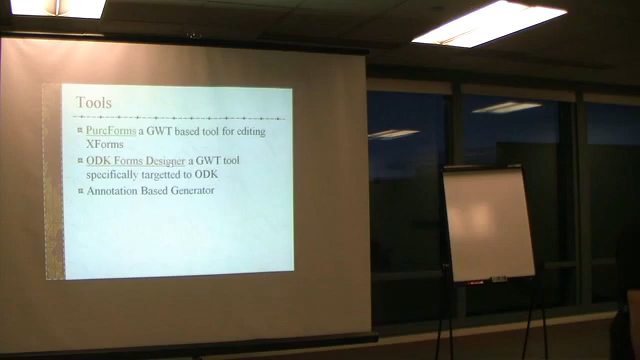 Tools
PurcForms a GWT based tool for editing
XForms
ODK Forms Designer a GWT tool
specifically targetted to ODK
Annotation Based Generator